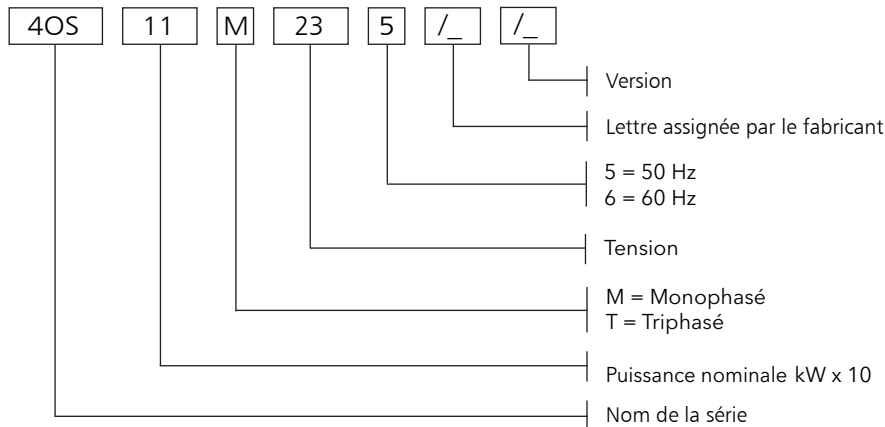 4OS 11 M 23 5 /_ /_
Version
Lettre assignée par le fabricant
5 = 50 Hz
6 = 60 Hz
Tension
M = Monophasé
T = Triphasé
Puissance nominale kW x 10
Nom de la série